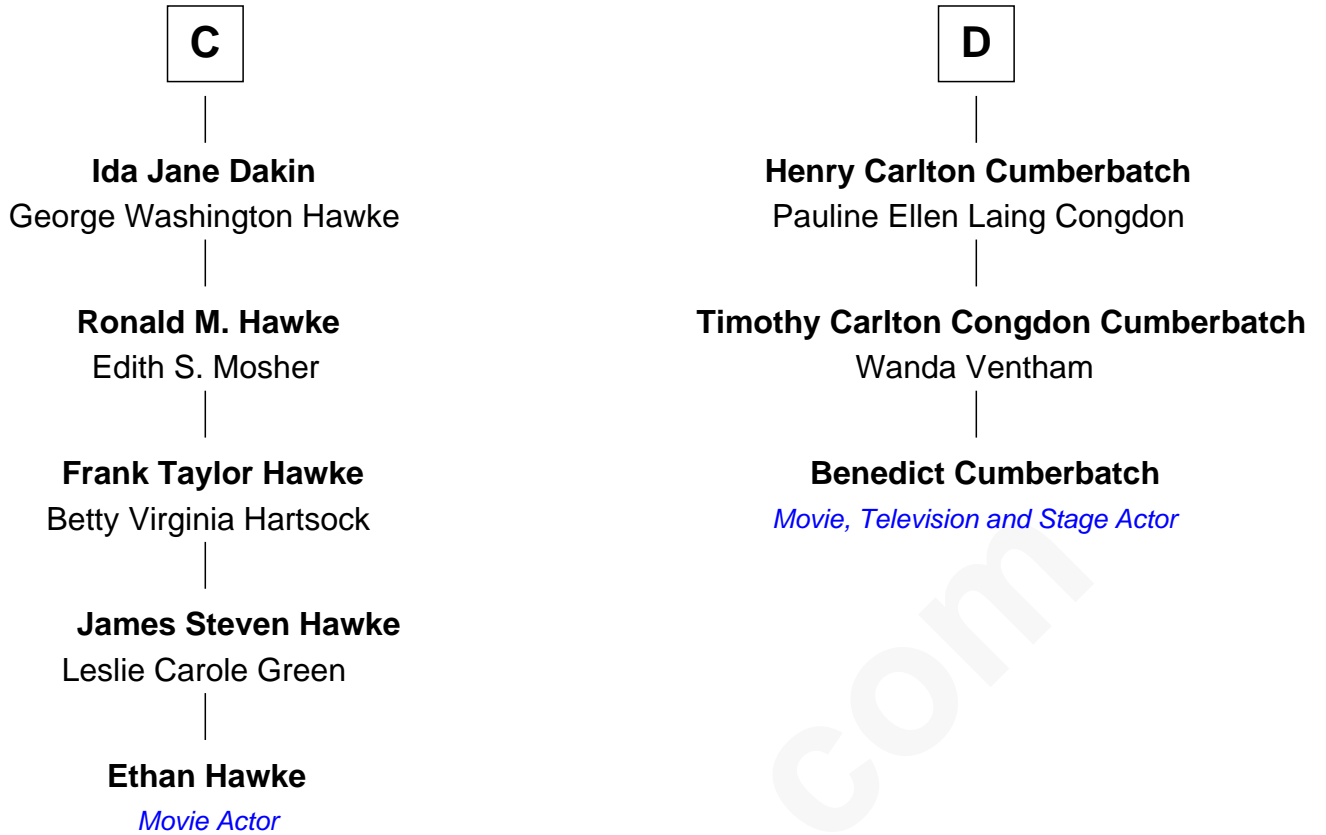 C
Ida Jane Dakin
George Washington Hawke
Ronald M. Hawke
Edith S. Mosher
Frank Taylor Hawke
Betty Virginia Hartsock
James Steven Hawke
Leslie Carole Green
Ethan Hawke
Movie Actor
D
Henry Carlton Cumberbatch
Pauline Ellen Laing Congdon
Timothy Carlton Congdon Cumberbatch
Wanda Ventham
Benedict Cumberbatch
Movie, Television and Stage Actor
com